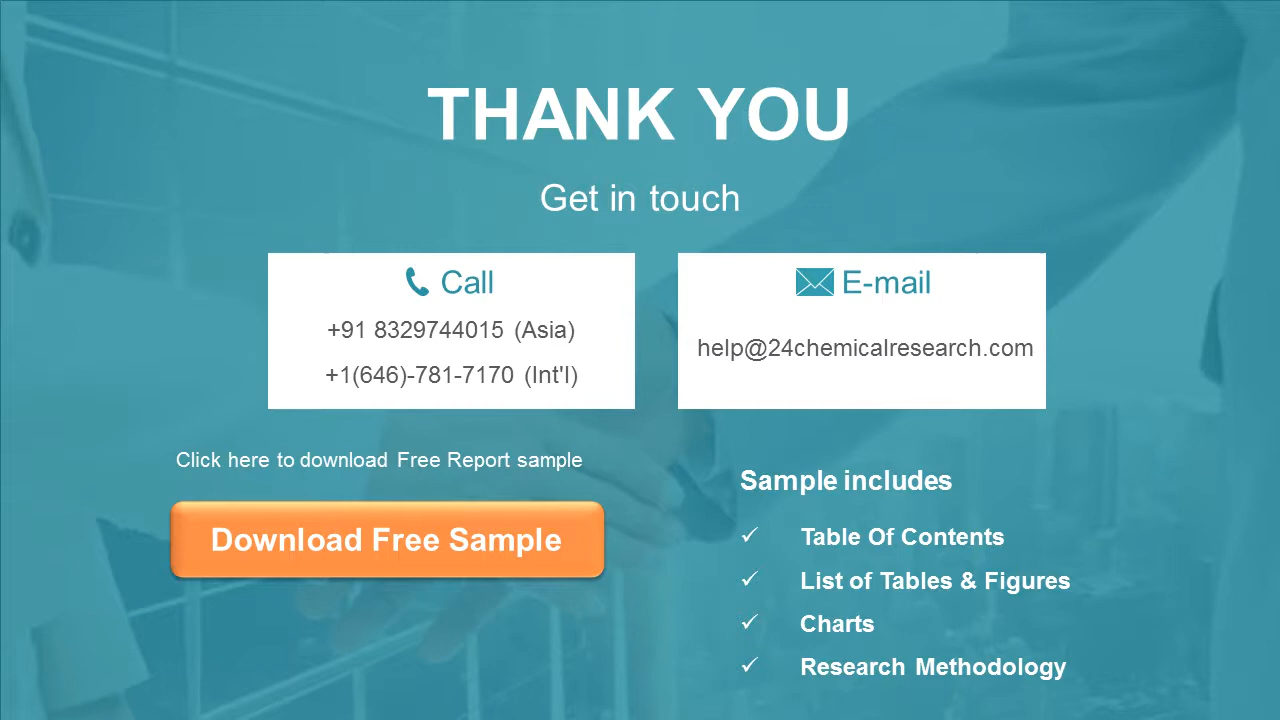 THANK YOU
Get in touch
Call
+91 8329744015 (Asia)
+1(646)-781-7170 (Int'l)
E-mail
help@24chemicalresearch.com
Click here to download Free Report sample
Download Free Sample
Sample includes
✓ Table Of Contents
✓ List of Tables & Figures
✓ Charts
✓ Research Methodology